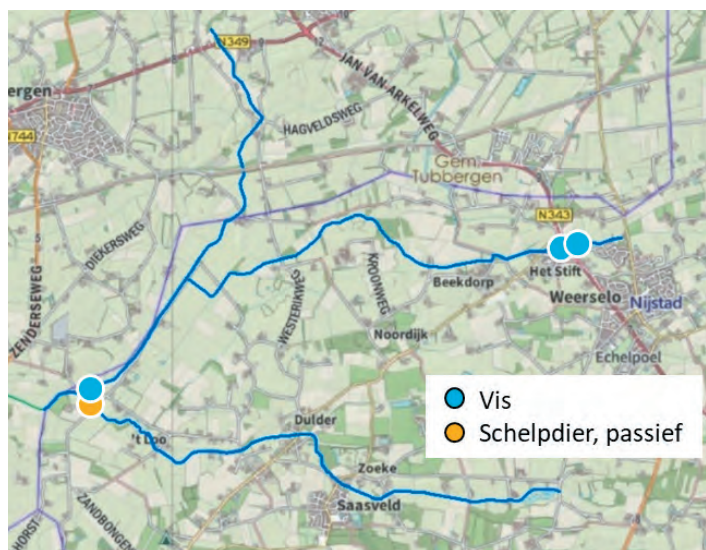 N349
bergen
JAN VAN ARKELWEG
HAGVELDSWEG
N744
Gem.
Tubbergen
N343
DIEKERSWEG
Het Stift
Beekdorp
Weerselo
Nijstad
WESTERIKWEG
KROONWEG
ZENDERSEWEG
Noordijk
Echelpoel
Vis
Schelpdier, passief
Dulder
't Loo
Zoeke
Saasveld
ZANDBONGEN
HORST-